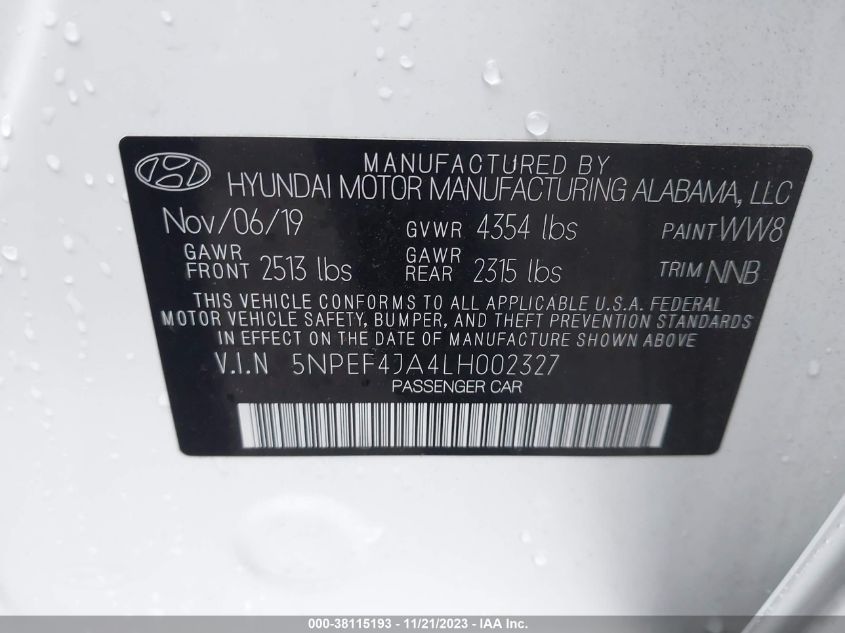 MANUFACTURED BY
HYUNDAI MOTOR MANUFACTURING ALABAMA, LLC
Nov/06/19 GVWR 4354 lbs PAINT WW8
GAWR FRONT 2513 lbs GAWR REAR 2315 lbs TRIM NNB
THIS VEHICLE CONFORMS TO ALL APPLICABLE U.S.A. FEDERAL
MOTOR VEHICLE SAFETY, BUMPER, AND THEFT PREVENTION STANDARDS
IN EFFECT ON THE DATE OF MANUFACTURE SHOWN ABOVE.
V.I.N 5NPEF4JA4LH002327
PASSENGER CAR
000-38115193 - 11/21/2023 - IAA Inc.